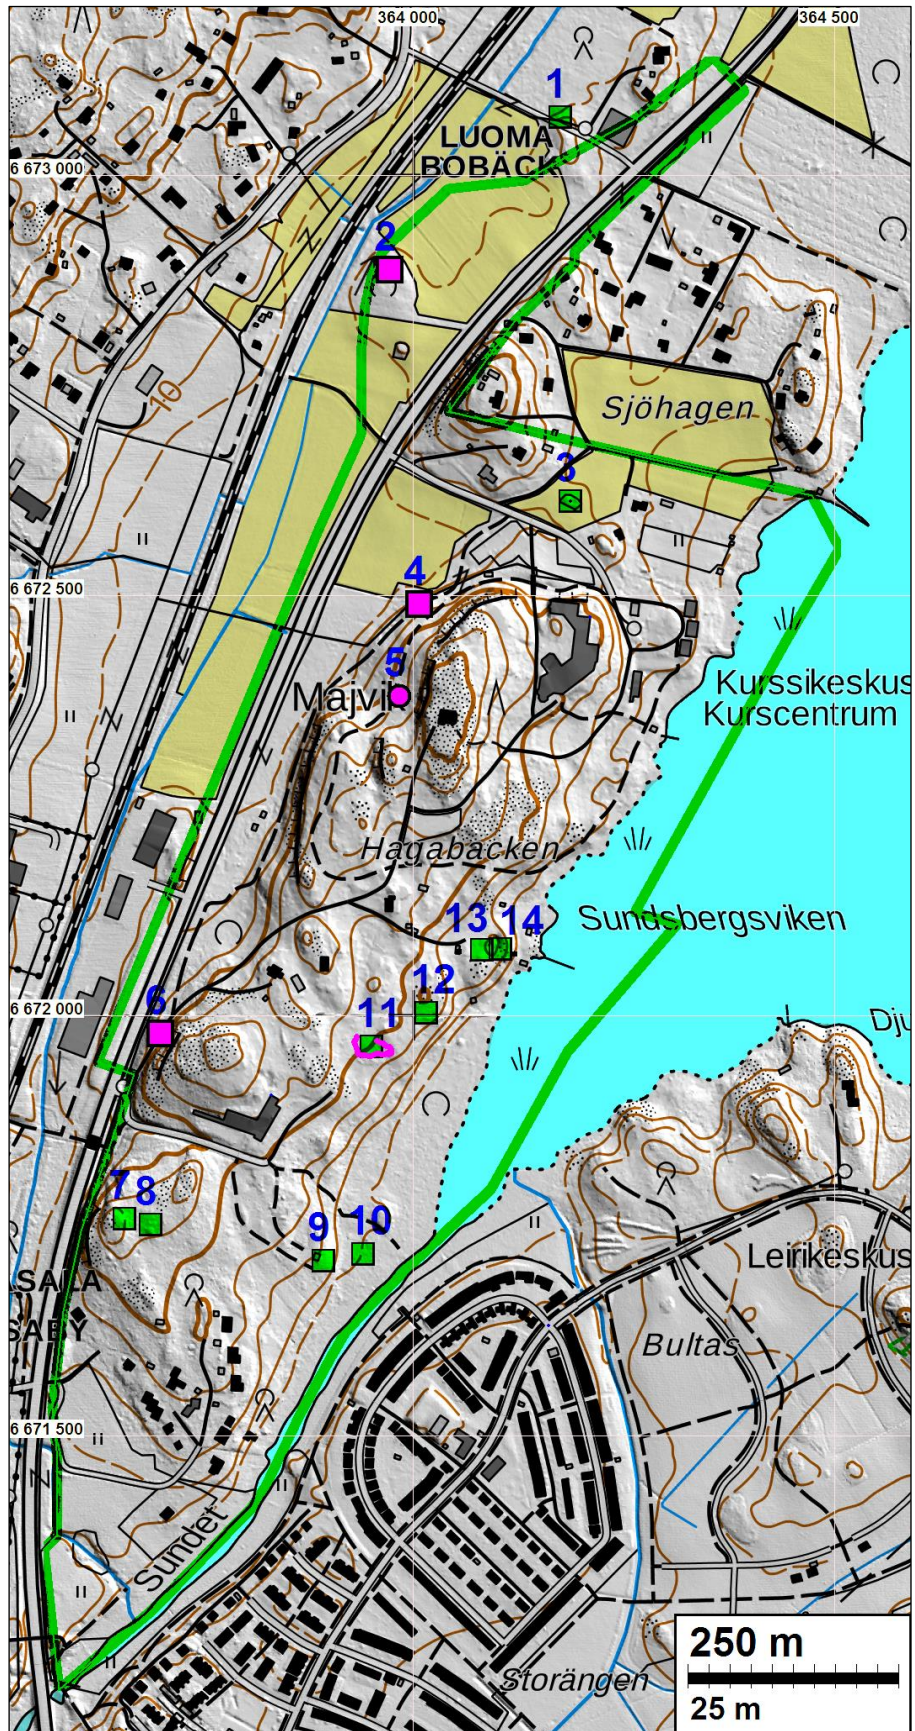 364 000
364 500
1
LUOMA
BOBÄCK
6 673 000
2
10
Sjöhagen
3
6 672 500
4
5
Majvik
Kurssikeskus
Kurscentrum
Hagabacken
13 14
Sundsbergsviken
12
6 672 000
6
11
Dju
7
8
9
10
SALA
SABY
Leirikeskus
Bultas
6 671 500
Sundet
Storängen
250 m
25 m